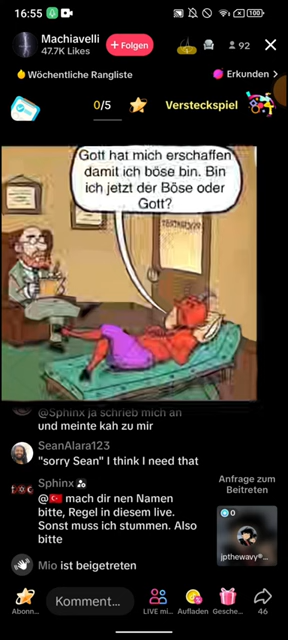 16:55
100
Machiavelli
47.7K Likes
+ Folgen
92
Wöchentliche Rangliste
Erkunden >
0/5
Versteckspiel
Gott hat mich erschaffen
damit ich böse bin. Bin
ich jetzt der Böse oder
Gott?
@Sphinx ja schrieb mich an
und meinte kah zu mir
SeanAlara123
"sorry Sean" I think I need that
Sphinx
@🇹🇷 mach dir nen Namen
bitte, Regel in diesem live.
Sonst muss ich stummen. Also
bitte
Anfrage zum
Beitreten
0
jpthewavy®...
Mio ist beigetreten
Komment...
Abonn...
LIVE mi...
Aufladen
Gesche...
46